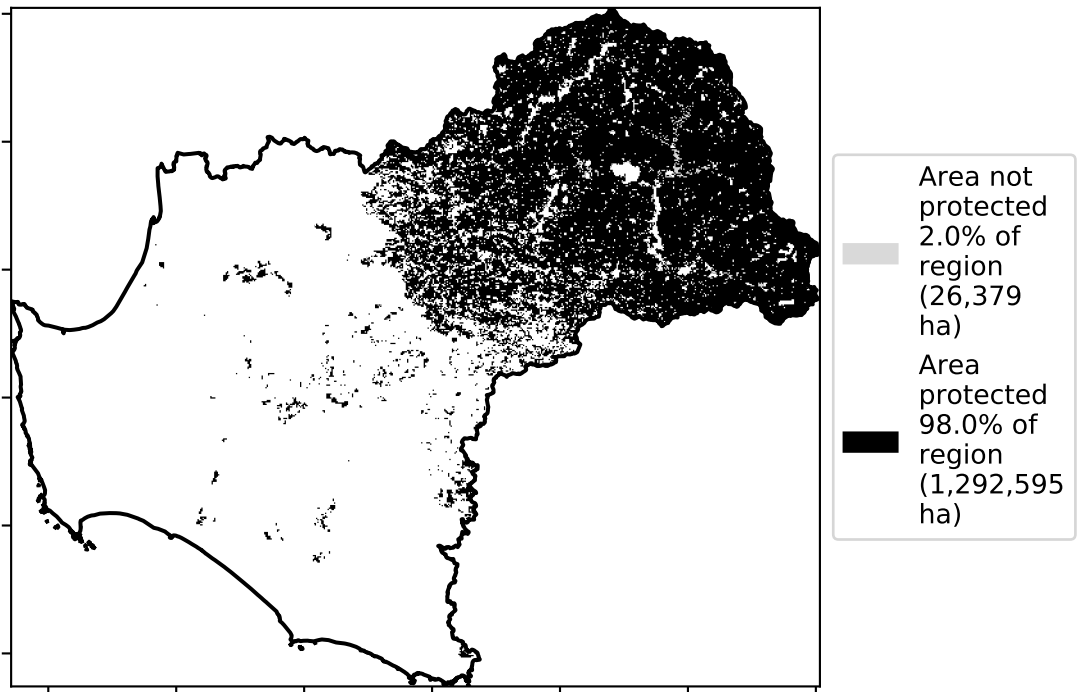 Area not
protected
2.0% of
region
(26,379
ha)
Area
protected
98.0% of
region
(1,292,595
ha)